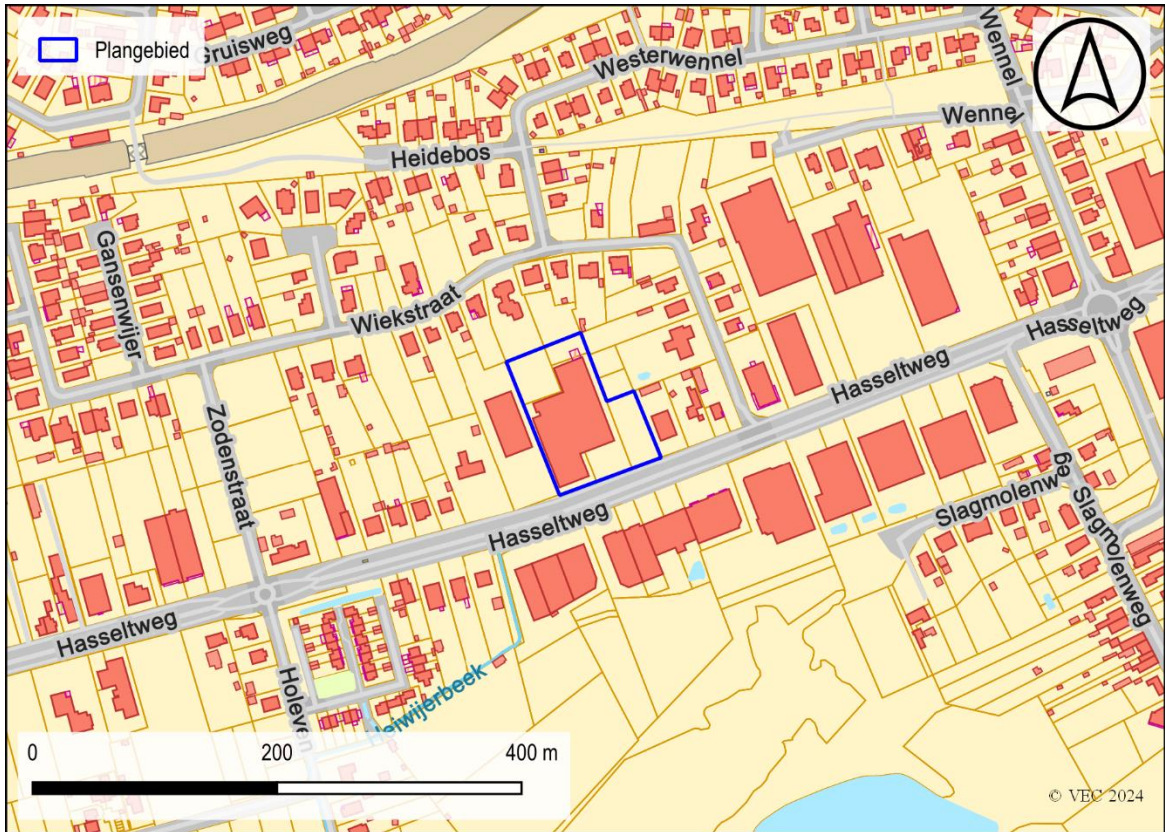 Plangebied
Gruisweg
Westerwennel
Wennel
Wennel
Heidebos
Gansenwijer
Wiekstraat
Hasseltweg
Hasseltweg
Zodenstraat
Hasseltweg
Slagmolenweg
Slagmolenweg
Hasseltweg
Holeven
Heiwijerbeek
0 200 400 m
© VEC 2024